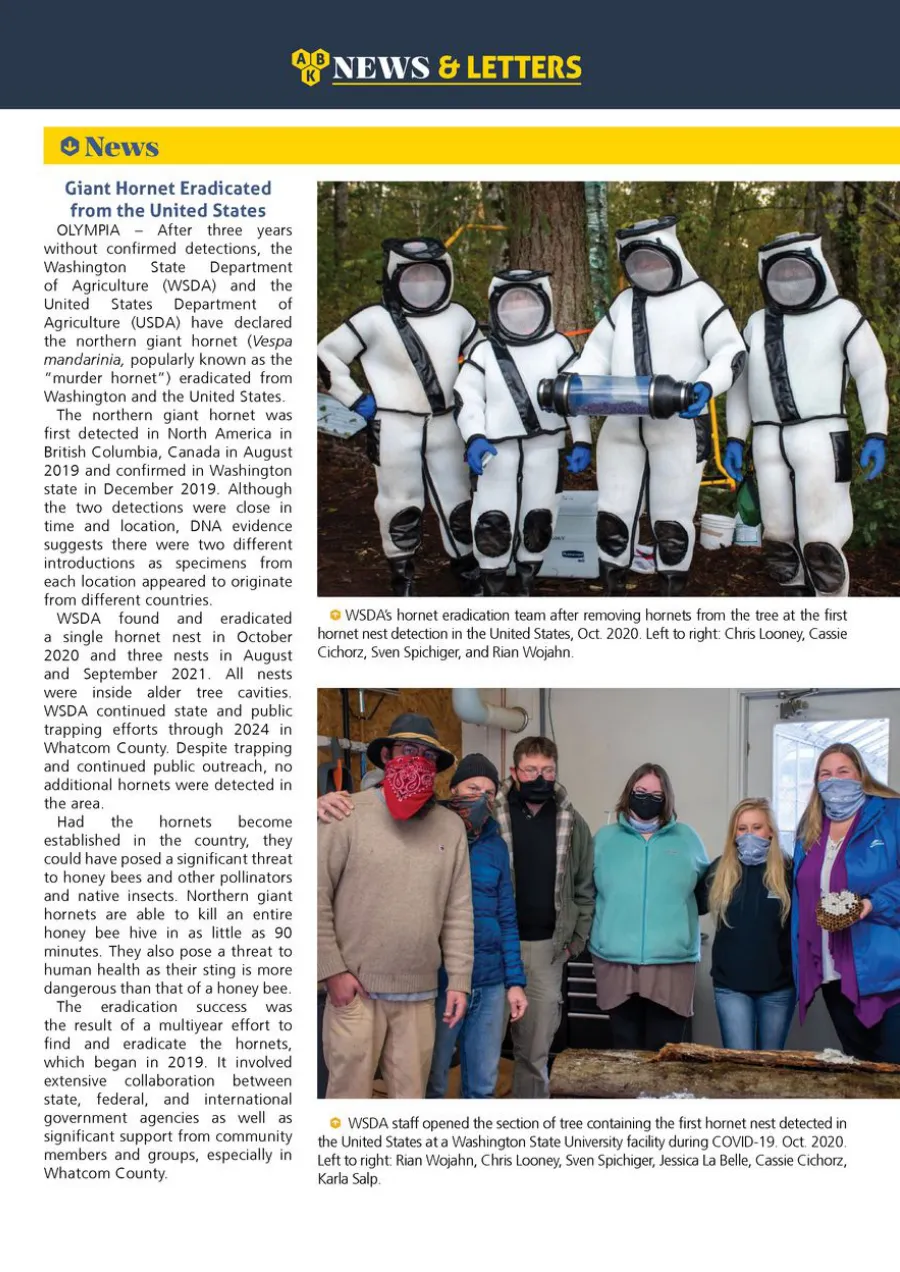 A B
K
NEWS & LETTERS
News
Giant Hornet Eradicated
from the United States
OLYMPIA – After three years
without confirmed detections, the
Washington State Department
of Agriculture (WSDA) and the
United States Department of
Agriculture (USDA) have declared
the northern giant hornet (Vespa
mandarinia, popularly known as the
“murder hornet”) eradicated from
Washington and the United States.
The northern giant hornet was
first detected in North America in
British Columbia, Canada in August
2019 and confirmed in Washington
state in December 2019. Although
the two detections were close in
time and location, DNA evidence
suggests there were two different
introductions as specimens from
each location appeared to originate
from different countries.
WSDA found and eradicated
a single hornet nest in October
2020 and three nests in August
and September 2021. All nests
were inside alder tree cavities.
WSDA continued state and public
trapping efforts through 2024 in
Whatcom County. Despite trapping
and continued public outreach, no
additional hornets were detected in
the area.
Had the hornets become
established in the country, they
could have posed a significant threat
to honey bees and other pollinators
and native insects. Northern giant
hornets are able to kill an entire
honey bee hive in as little as 90
minutes. They also pose a threat to
human health as their sting is more
dangerous than that of a honey bee.
The eradication success was
the result of a multiyear effort to
find and eradicate the hornets,
which began in 2019. It involved
extensive collaboration between
state, federal, and international
government agencies as well as
significant support from community
members and groups, especially in
Whatcom County.
WSDA’s hornet eradication team after removing hornets from the tree at the first
hornet nest detection in the United States, Oct. 2020. Left to right: Chris Looney, Cassie
Cichorz, Sven Spichiger, and Rian Wojahn.
WSDA staff opened the section of tree containing the first hornet nest detected in
the United States at a Washington State University facility during COVID-19. Oct. 2020.
Left to right: Rian Wojahn, Chris Looney, Sven Spichiger, Jessica La Belle, Cassie Cichorz,
Karla Salp.